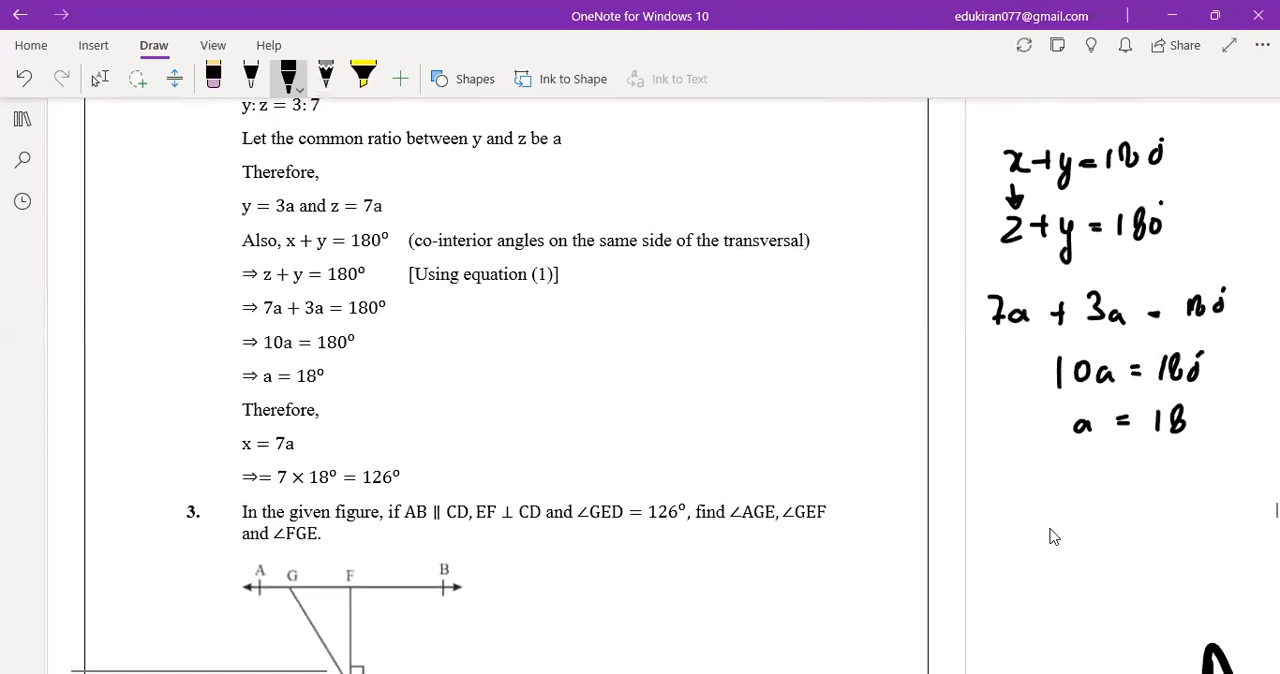 OneNote for Windows 10
edukiran077@gmail.com
Home Insert Draw View Help
Share
Shapes Ink to Shape Ink to Text
y: z = 3: 7
Let the common ratio between y and z be a
Therefore,
y = 3a and z = 7a
Also, x + y = 180° (co-interior angles on the same side of the transversal)
⇒ z + y = 180° [Using equation (1)]
⇒ 7a + 3a = 180°
⇒ 10a = 180°
⇒ a = 18°
Therefore,
x = 7a
⇒= 7 × 18° = 126°
3. In the given figure, if AB ∥ CD, EF ⊥ CD and ∠GED = 126°, find ∠AGE, ∠GEF
and ∠FGE.
A G F B
x + y = 180°
z + y = 180°
7a + 3a = 180°
10a = 180°
a = 18